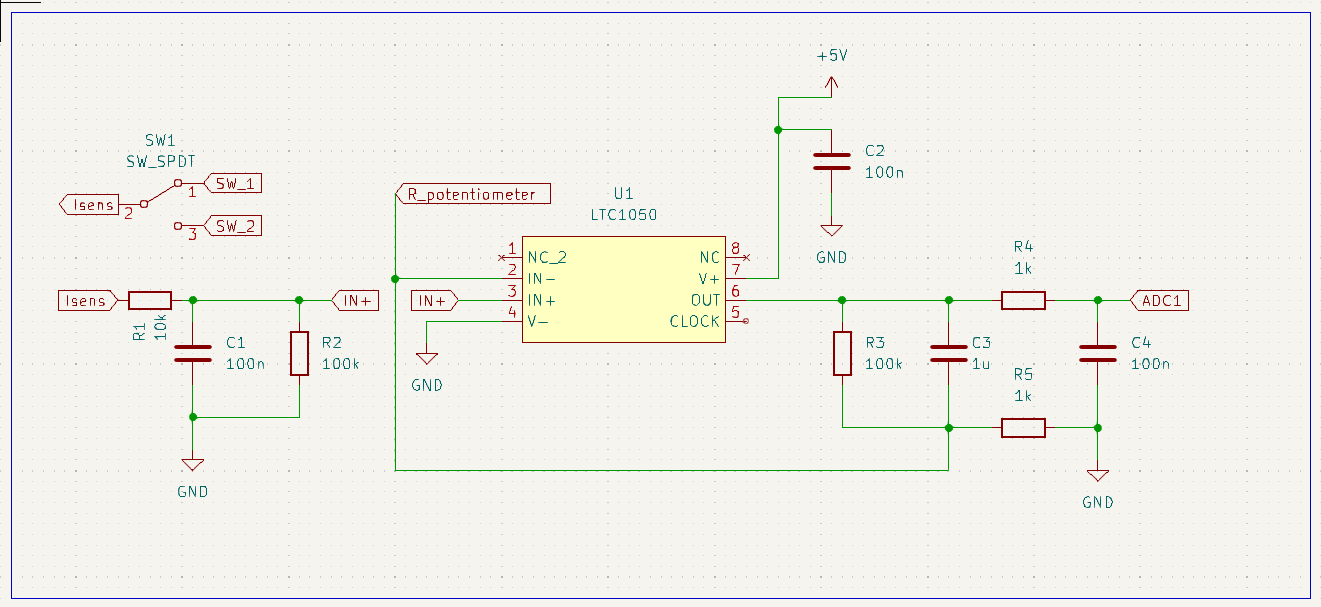 +5V
SW1
SW_SPDT
C2
100n
SW_1
1
Isens
2
R_potentiometer
U1
LTC1050
SW_2
3
GND
1
NC_2
NC
8
2
IN-
V+
7
3
IN+
OUT
6
4
V-
CLOCK
5
R4
1k
Isens
IN+
IN+
ADC1
R1
10k
C1
100n
R2
100k
GND
R3
100k
C3
1u
C4
100n
R5
1k
GND
GND